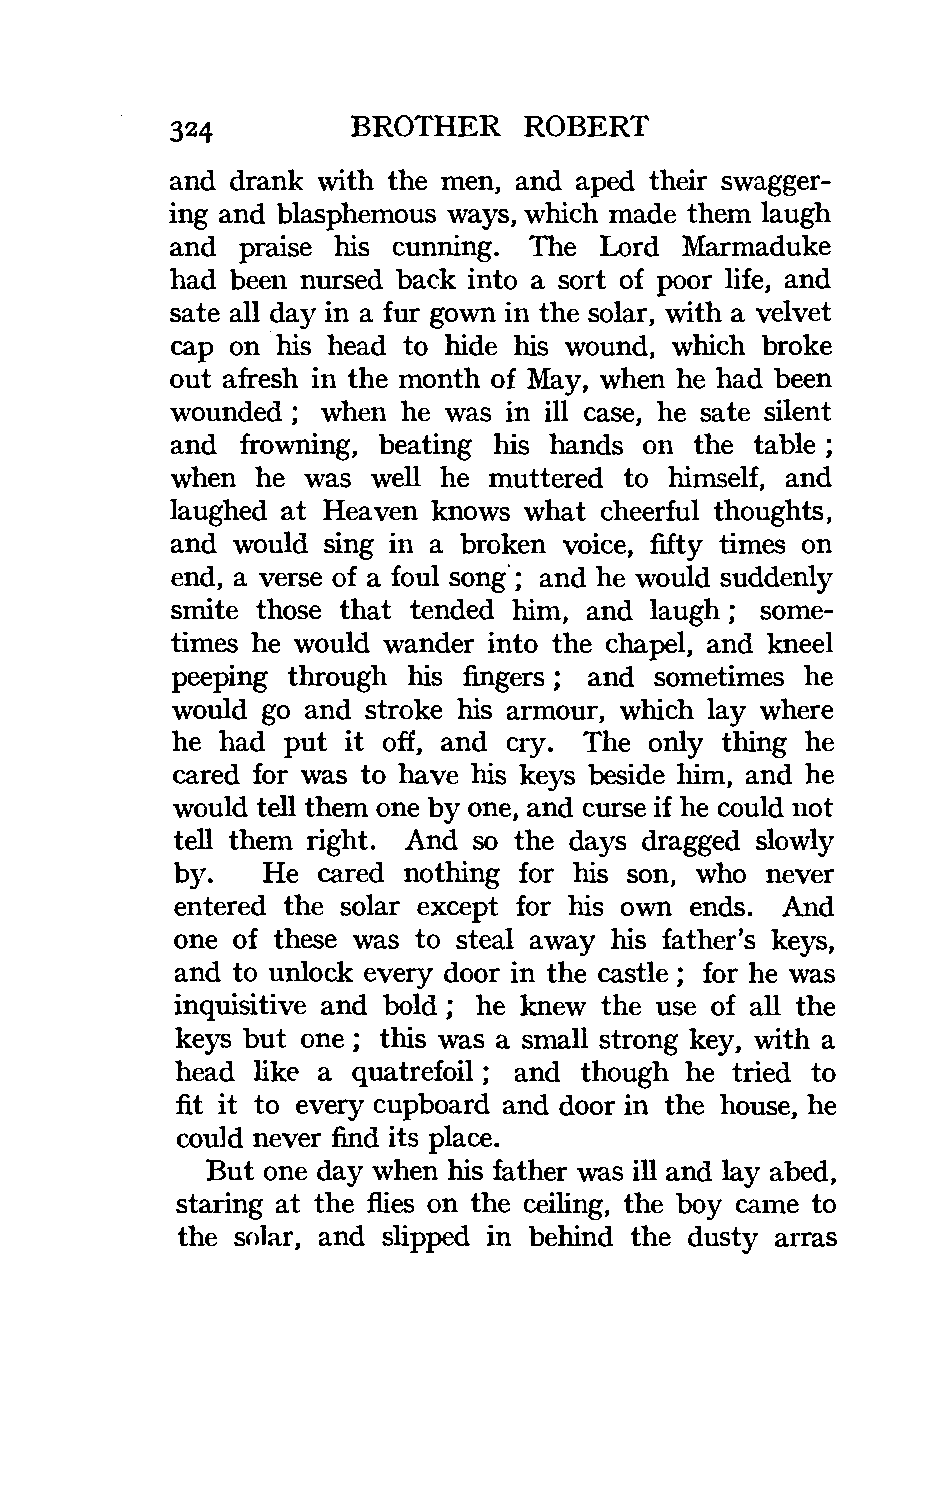 324 BROTHER ROBERT
and drank with the men, and aped their swagger-
ing and blasphemous ways, which made them laugh
and praise his cunning. The Lord Marmaduke
had been nursed back into a sort of poor life, and
sate all day in a fur gown in the solar, with a velvet
cap on his head to hide his wound, which broke
out afresh in the month of May, when he had been
wounded ; when he was in ill case, he sate silent
and frowning, beating his hands on the table ;
when he was well he muttered to himself, and
laughed at Heaven knows what cheerful thoughts,
and would sing in a broken voice, fifty times on
end, a verse of a foul song ; and he would suddenly
smite those that tended him, and laugh ; some-
times he would wander into the chapel, and kneel
peeping through his fingers ; and sometimes he
would go and stroke his armour, which lay where
he had put it off, and cry. The only thing he
cared for was to have his keys beside him, and he
would tell them one by one, and curse if he could not
tell them right. And so the days dragged slowly
by. He cared nothing for his son, who never
entered the solar except for his own ends. And
one of these was to steal away his father's keys,
and to unlock every door in the castle ; for he was
inquisitive and bold ; he knew the use of all the
keys but one ; this was a small strong key, with a
head like a quatrefoil ; and though he tried to
fit it to every cupboard and door in the house, he
could never find its place.
But one day when his father was ill and lay abed,
staring at the flies on the ceiling, the boy came to
the solar, and slipped in behind the dusty arras